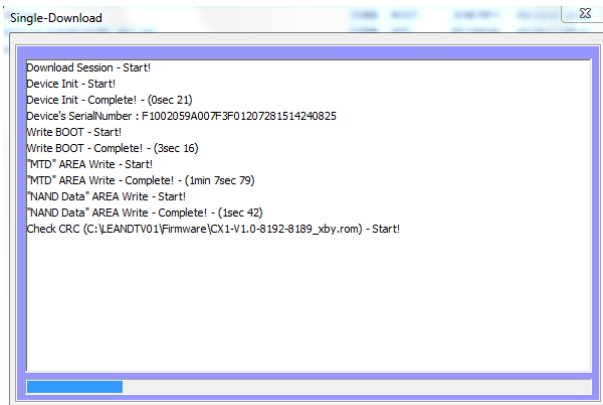 Single-Download
Download Session - Start!
Device Init - Start!
Device Init - Complete! - (0sec 21)
Device's SerialNumber : F1002059A007F3F01207281514240825
Write BOOT - Start!
Write BOOT - Complete! - (3sec 16)
"MTD" AREA Write - Start!
"MTD" AREA Write - Complete! - (1min 7sec 79)
"NAND Data" AREA Write - Start!
"NAND Data" AREA Write - Complete! - (1sec 42)
Check CRC (C:\LEANDTV01\Firmware\CX1-V1.0-8192-8189_xby.rom) - Start!